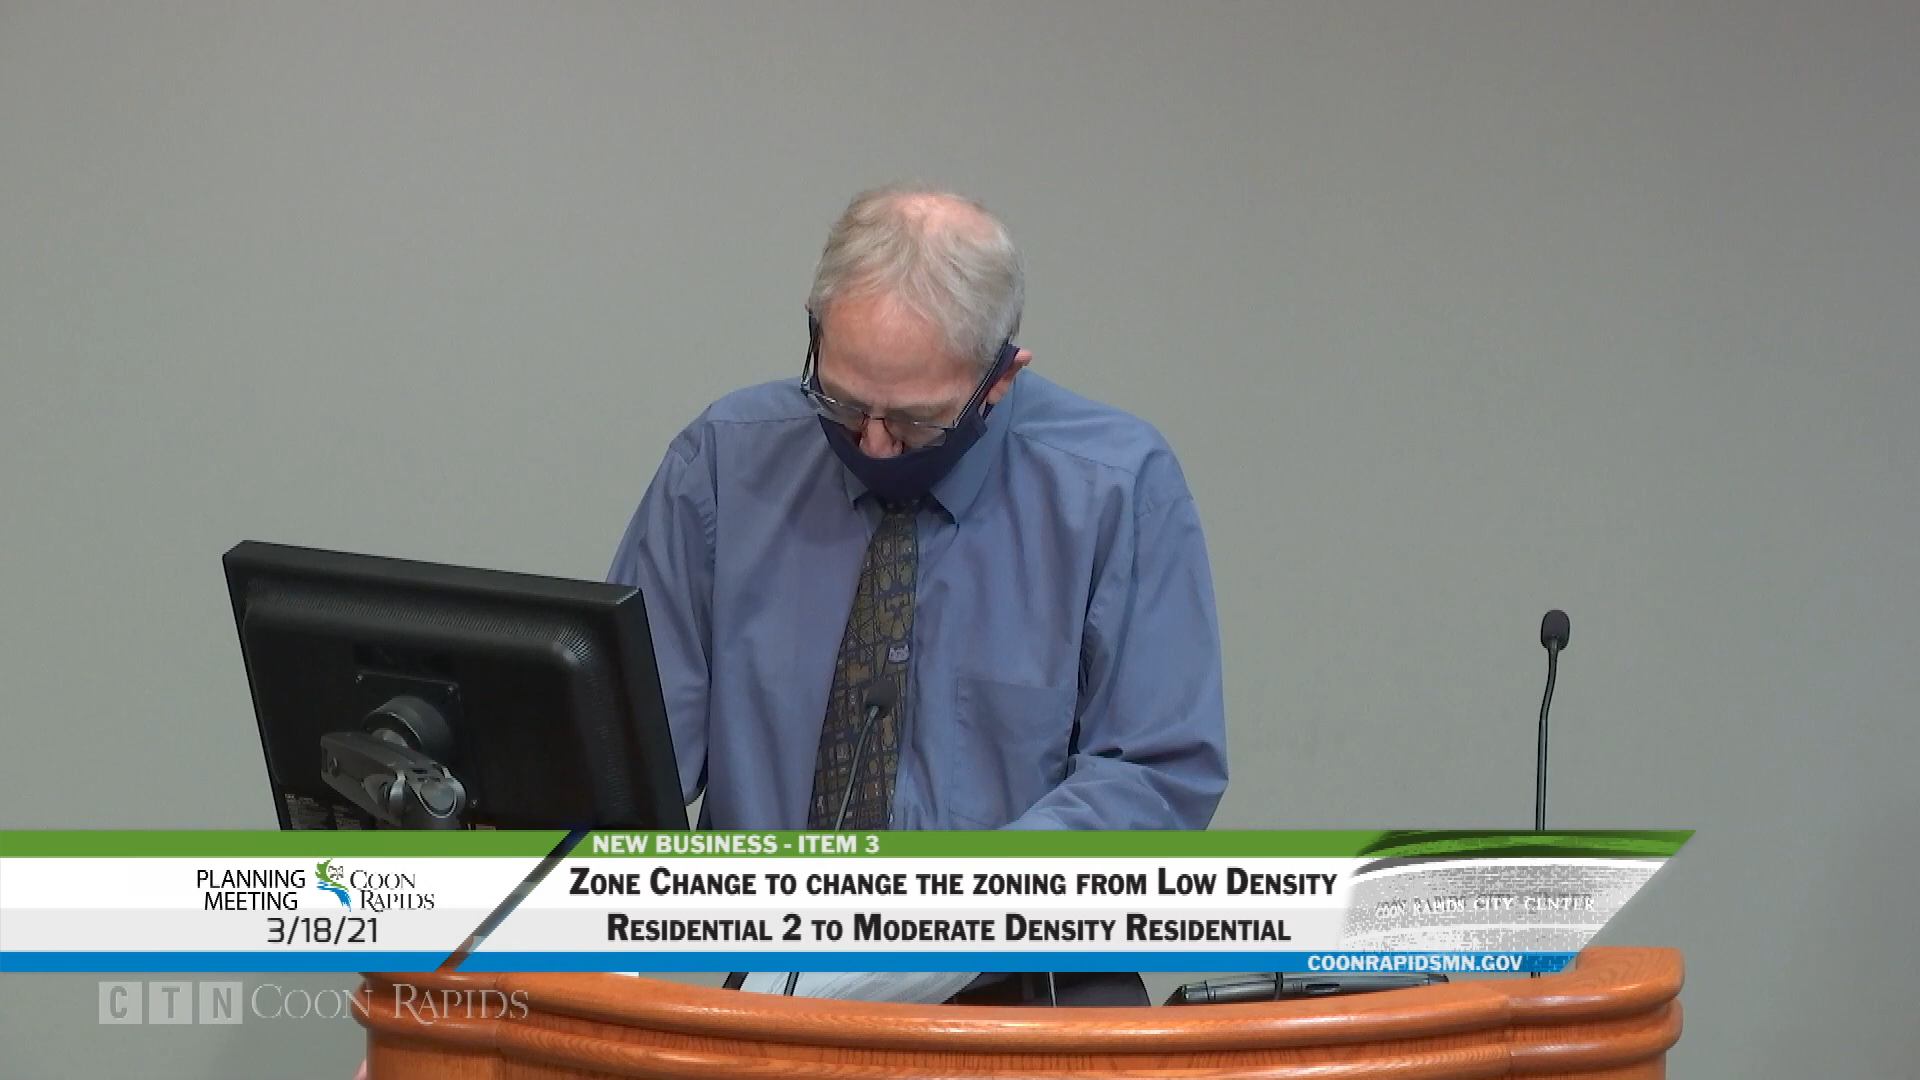 NEW BUSINESS - ITEM 3
ZONE CHANGE TO CHANGE THE ZONING FROM LOW DENSITY
RESIDENTIAL 2 TO MODERATE DENSITY RESIDENTIAL
PLANNING
MEETING
COON
RAPIDS
3/18/21
COON RAPIDS CITY CENTER
COONRAPIDSMN.GOV
CTN COON RAPIDS